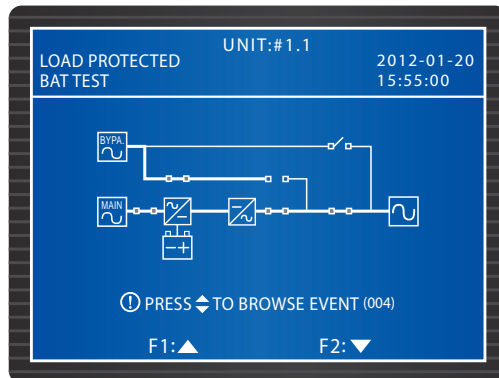 UNIT:#1.1
LOAD PROTECTED
BAT TEST
2012-01-20
15:55:00
BYPA.
MAIN
PRESS TO BROWSE EVENT (004)
F1:
F2: